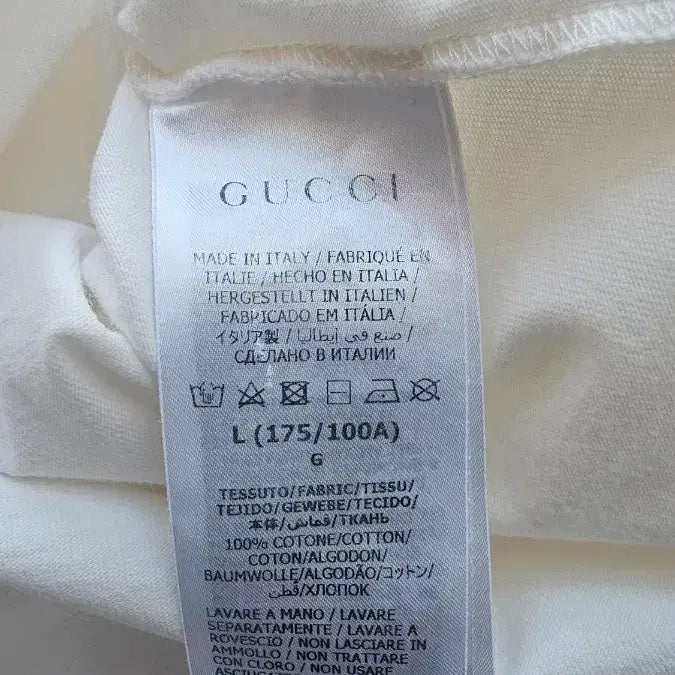 GUCCI
MADE IN ITALY / FABRIQUÉ EN
ITALIE / HECHO EN ITALIA /
HERGESTELLT IN ITALIEN /
FABRICADO EM ITÁLIA /
イタリア製 / صنع في إيطاليا /
СДЕЛАНО В ИТАЛИИ
L (175/100A)
G
TESSUTO/FABRIC/TISSU/
TEJIDO/GEWEBE/TECIDO/
本体/قماش/ТКАНЬ
100% COTONE/COTTON/
COTON/ALGODON/
BAUMWOLLE/ALGODÃO/コットン/
قطن/ХЛОПОК
LAVARE A MANO / LAVARE
SEPARATAMENTE / LAVARE A
ROVESCIO / NON LASCIARE IN
AMMOLLO / NON TRATTARE
CON CLORO / NON USARE